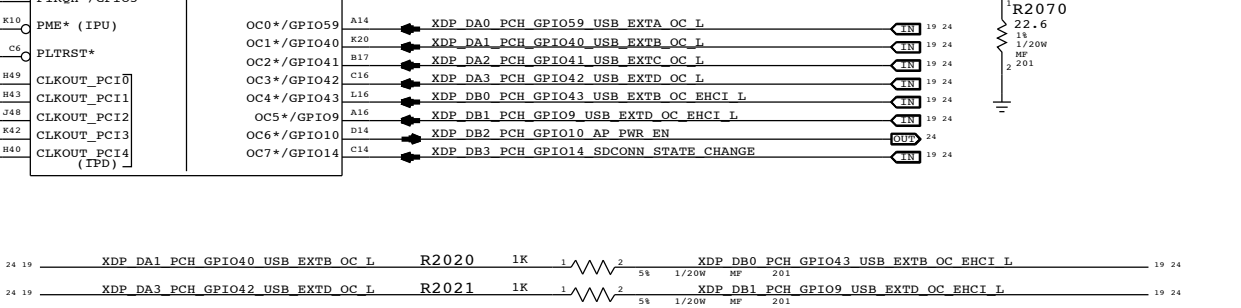 PIRQH*/GPIO5
K10 PME* (IPU) OC0*/GPIO59 A14 XDP_DA0_PCH_GPIO59_USB_EXTA_OC_L IN 19 24
OC1*/GPIO40 K20 XDP_DA1_PCH_GPIO40_USB_EXTB_OC_L IN 19 24
C6 PLTRST* OC2*/GPIO41 B17 XDP_DA2_PCH_GPIO41_USB_EXTC_OC_L IN 19 24
H49 CLKOUT_PCI0 OC3*/GPIO42 C16 XDP_DA3_PCH_GPIO42_USB_EXTD_OC_L IN 19 24
H43 CLKOUT_PCI1 OC4*/GPIO43 L16 XDP_DB0_PCH_GPIO43_USB_EXTB_OC_EHCI_L IN 19 24
J48 CLKOUT_PCI2 OC5*/GPIO9 A16 XDP_DB1_PCH_GPIO9_USB_EXTD_OC_EHCI_L IN 19 24
K42 CLKOUT_PCI3 OC6*/GPIO10 D14 XDP_DB2_PCH_GPIO10_AP_PWR_EN OUT 24
H40 CLKOUT_PCI4 OC7*/GPIO14 C14 XDP_DB3_PCH_GPIO14_SDCONN_STATE_CHANGE IN 19 24
(IPD)
1
R2070
22.6
1%
1/20W
MF
2 201
24 19 XDP_DA1_PCH_GPIO40_USB_EXTB_OC_L R2020 1K 1 2 XDP_DB0_PCH_GPIO43_USB_EXTB_OC_EHCI_L 19 24
5% 1/20W MF 201
24 19 XDP_DA3_PCH_GPIO42_USB_EXTD_OC_L R2021 1K 1 2 XDP_DB1_PCH_GPIO9_USB_EXTD_OC_EHCI_L 19 24
5% 1/20W MF 201